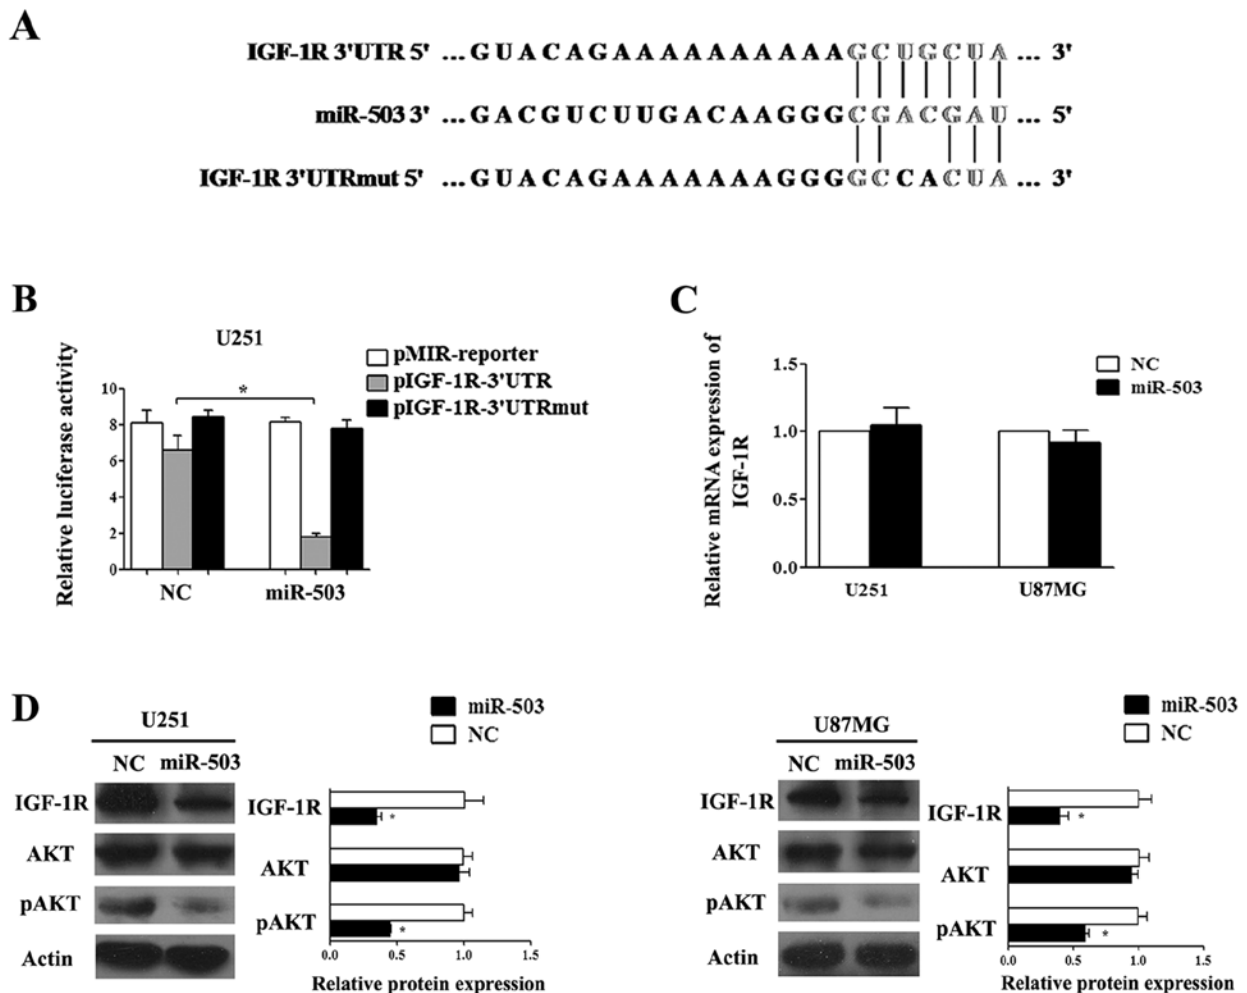 A
IGF-1R 3'UTR 5' ...GUACAGAAAAAAAAAAGCUGCUA ... 3'
miR-503 3' ...GACGUCUUGACAAGGGCGACGAU ... 5'
IGF-1R 3'UTRmut 5' ...GUACAGAAAAAAAGGGGCCACUA ... 3'
B
U251
Relative luciferase activity
pMIR-reporter
pIGF-1R-3'UTR
pIGF-1R-3'UTRmut
*
10
8
6
4
2
0
NC miR-503
C
Relative mRNA expression of
IGF-1R
NC
miR-503
1.5
1.0
0.5
0.0
U251 U87MG
D
U251
NC miR-503
IGF-1R
AKT
pAKT
Actin
miR-503
NC
IGF-1R
*
AKT
pAKT
*
0.0 0.5 1.0 1.5
Relative protein expression
U87MG
NC miR-503
IGF-1R
AKT
pAKT
Actin
miR-503
NC
IGF-1R
*
AKT
pAKT
*
0.0 0.5 1.0 1.5
Relative protein expression